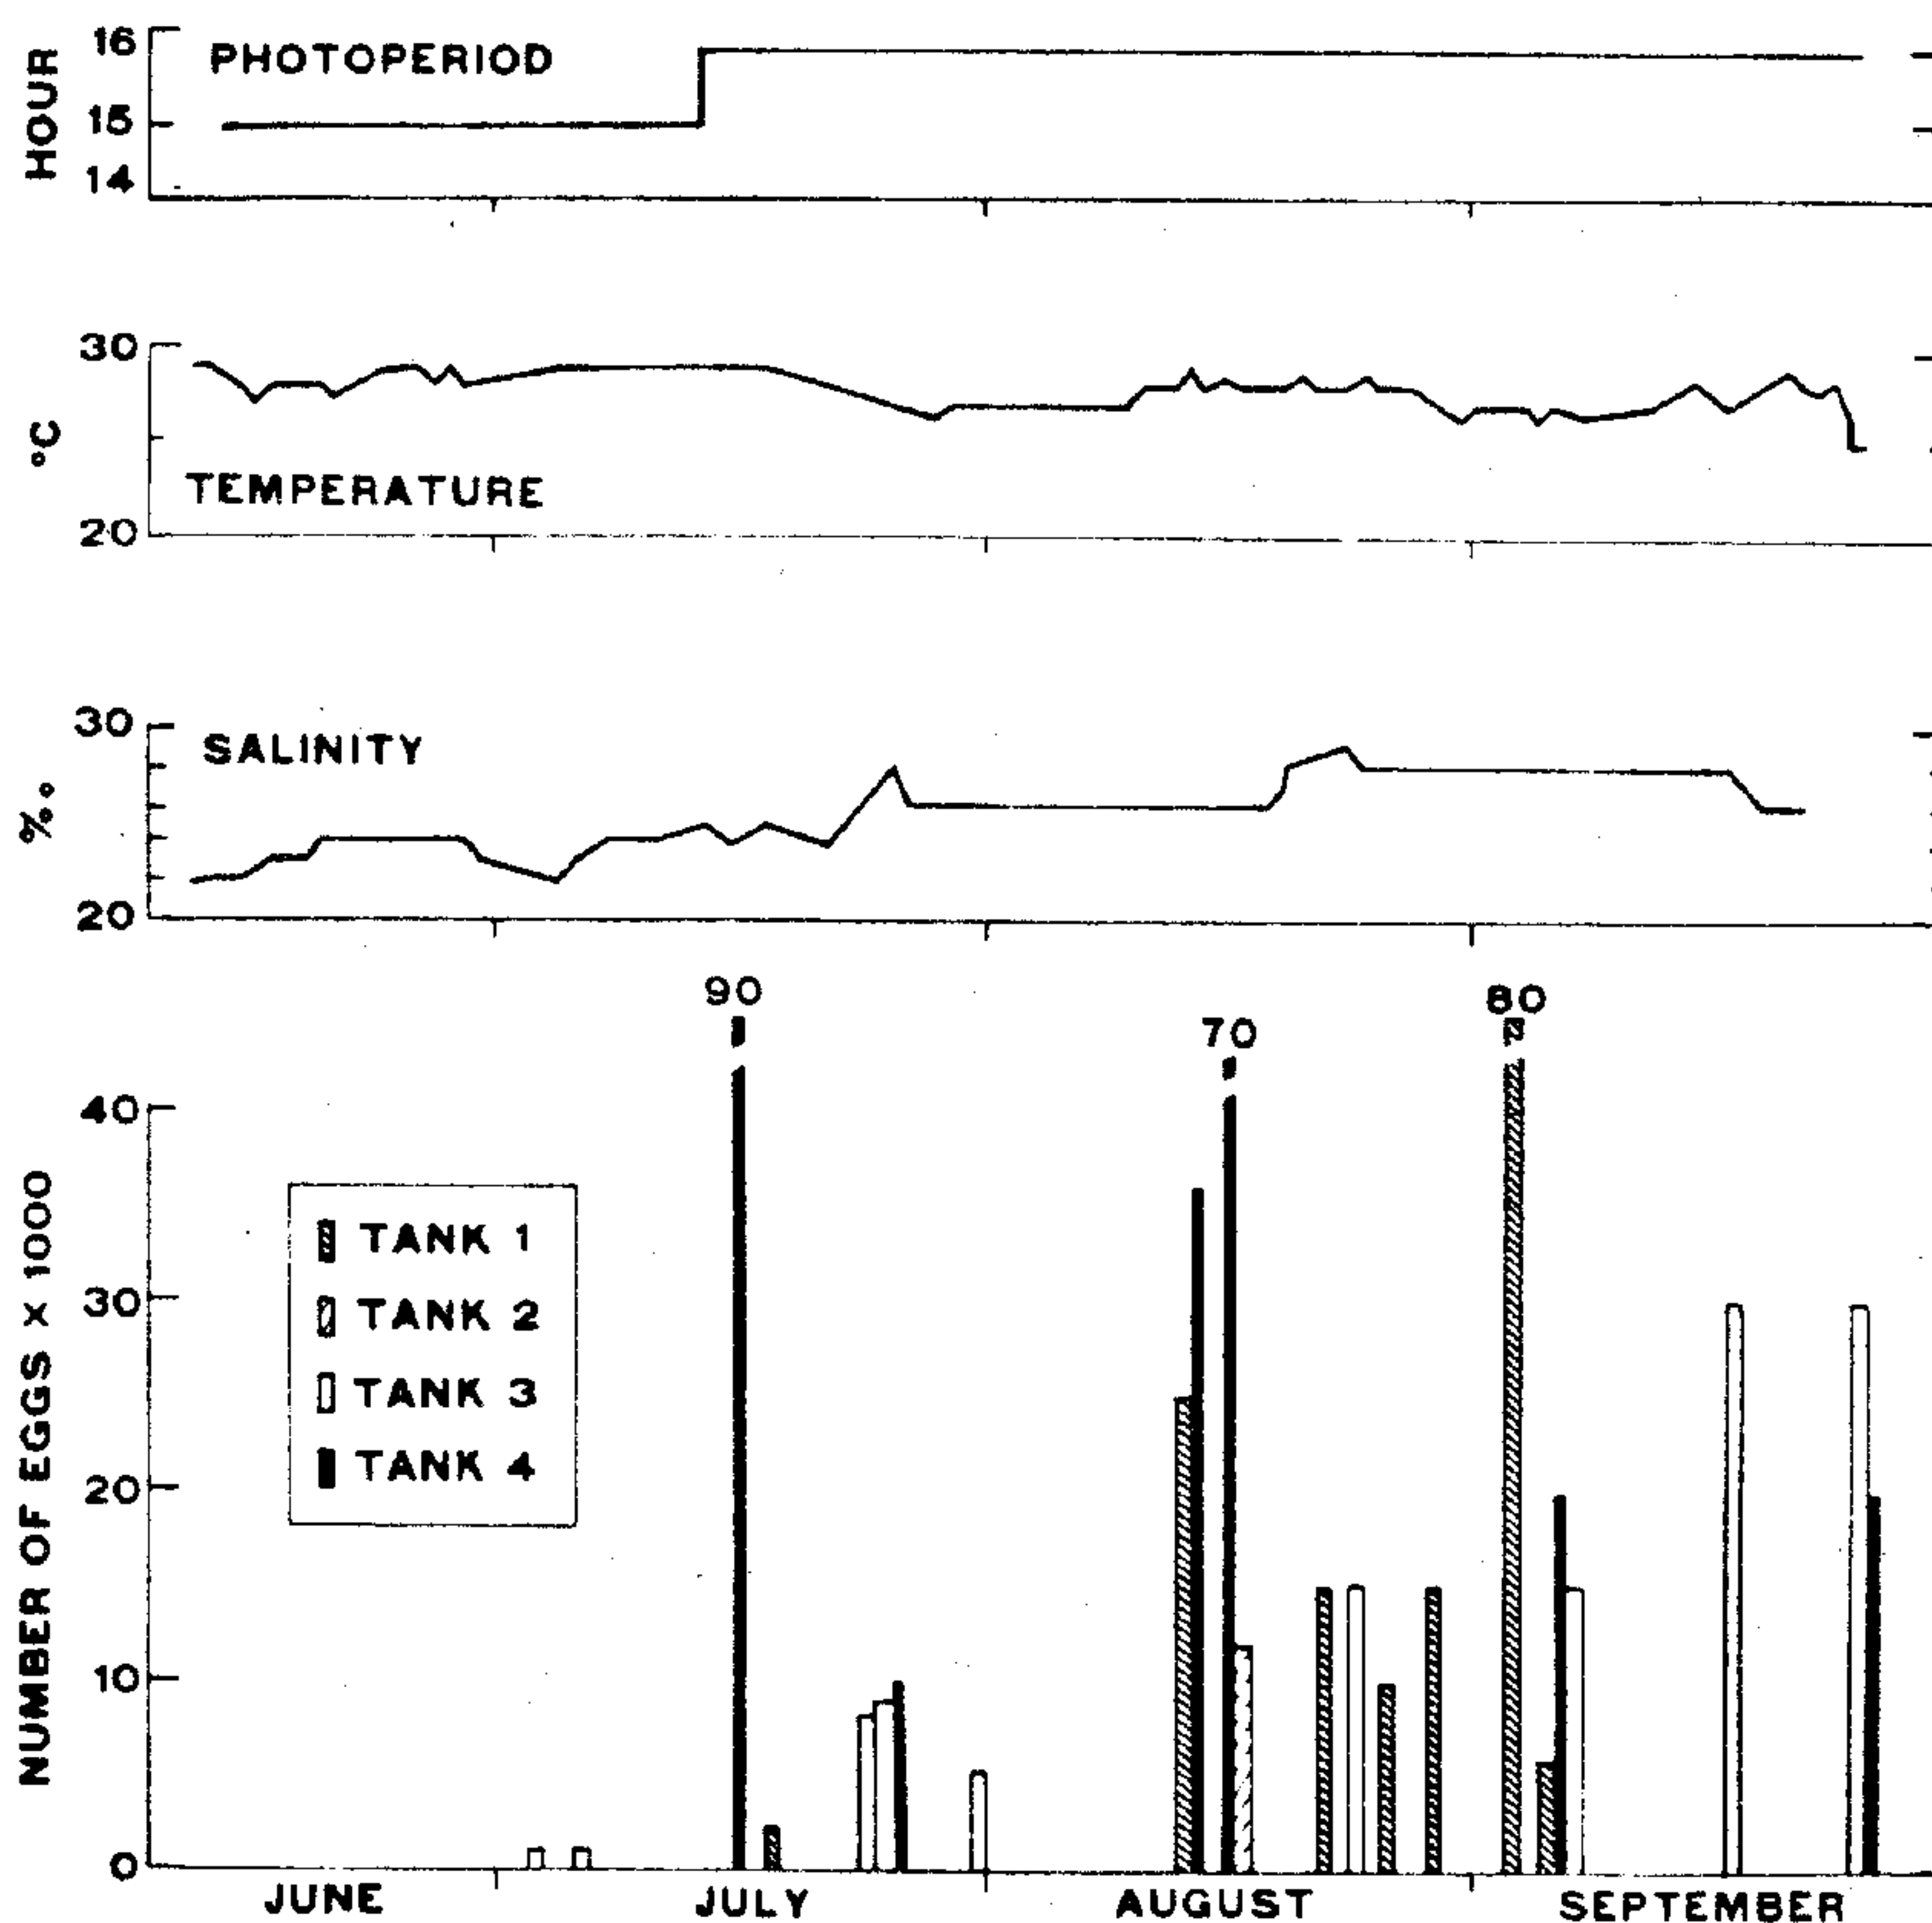 HOUR
16
15
14
PHOTOPERIOD
°C
30
20
TEMPERATURE
‰
30
20
SALINITY
NUMBER OF EGGS x 1000
90
70
80
40
30
20
10
0
TANK 1
TANK 2
TANK 3
TANK 4
JUNE JULY AUGUST SEPTEMBER